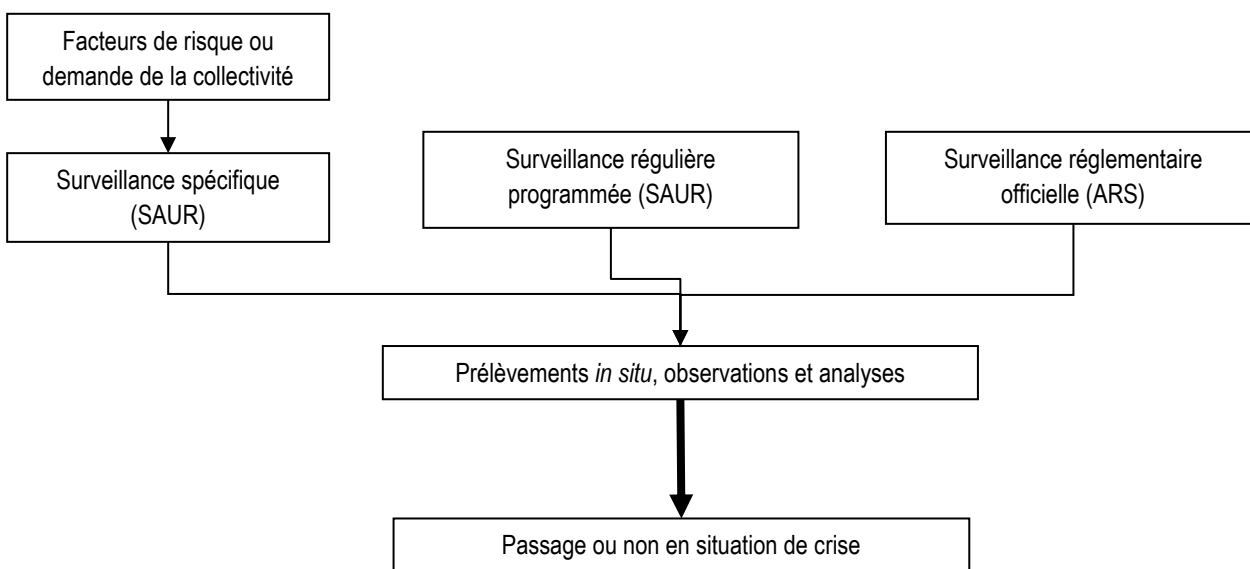 Facteurs de risque ou
demande de la collectivité
Surveillance spécifique
(SAUR)
Surveillance régulière
programmée (SAUR)
Surveillance réglementaire
officielle (ARS)
Prélèvements in situ, observations et analyses
Passage ou non en situation de crise